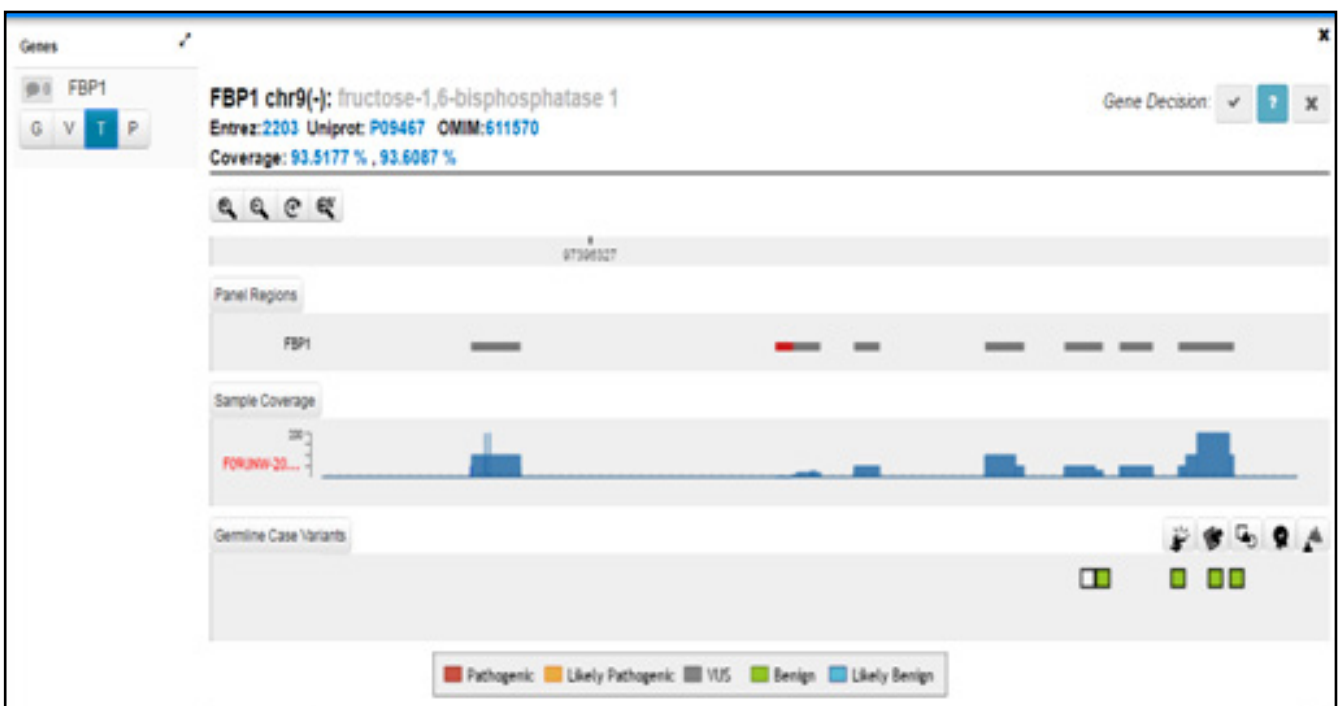 Genes
x
FBP1
G V T P
FBP1 chr9(-): fructose-1,6-bisphosphatase 1
Entrez:2203 Uniprot: P09467 OMIM:611570
Coverage: 93.5177 % , 93.6087 %
Gene Decision: ✓ ? x
97396327
Panel Regions
FBP1
Sample Coverage
200
Germline Case Variants
Pathogenic Likely Pathogenic VUS Benign Likely Benign